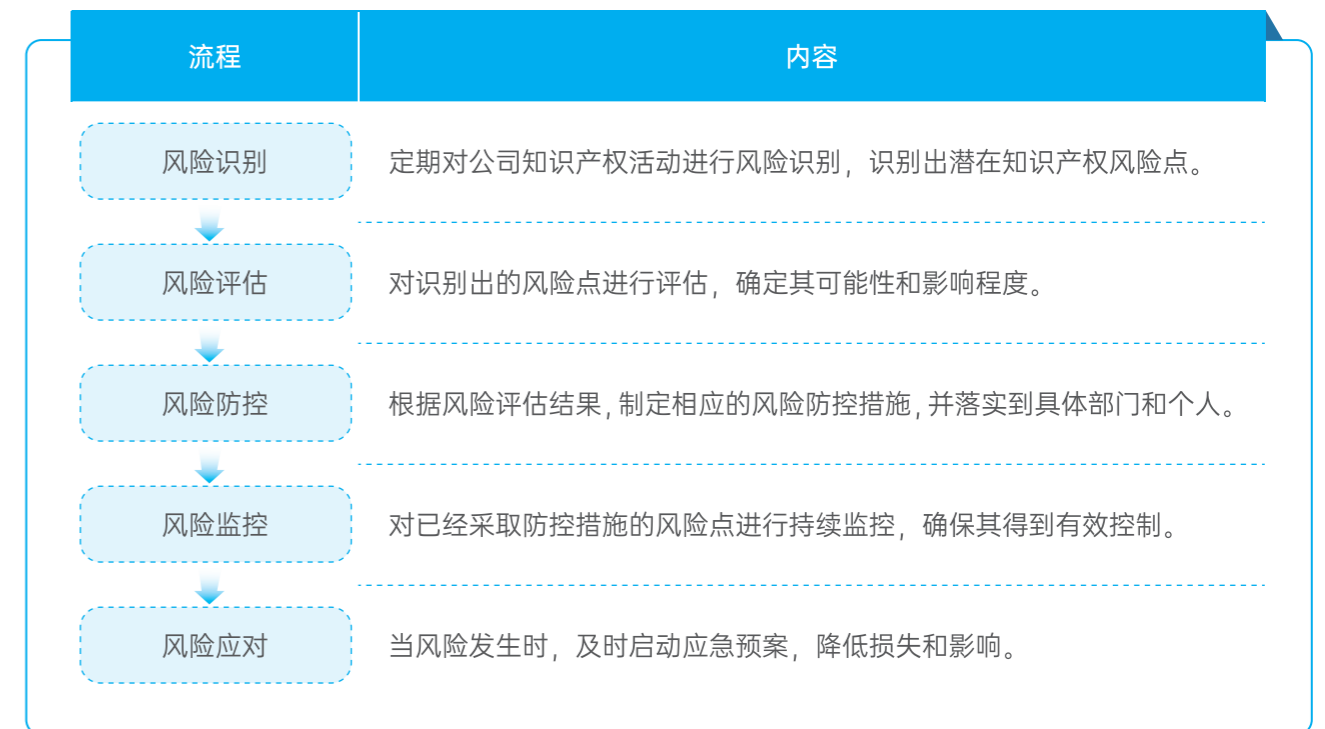 流程
内容
风险识别
定期对公司知识产权活动进行风险识别，识别出潜在知识产权风险点。
风险评估
对识别出的风险点进行评估，确定其可能性和影响程度。
风险防控
根据风险评估结果，制定相应的风险防控措施，并落实到具体部门和个人。
风险监控
对已经采取防控措施的风险点进行持续监控，确保其得到有效控制。
风险应对
当风险发生时，及时启动应急预案，降低损失和影响。